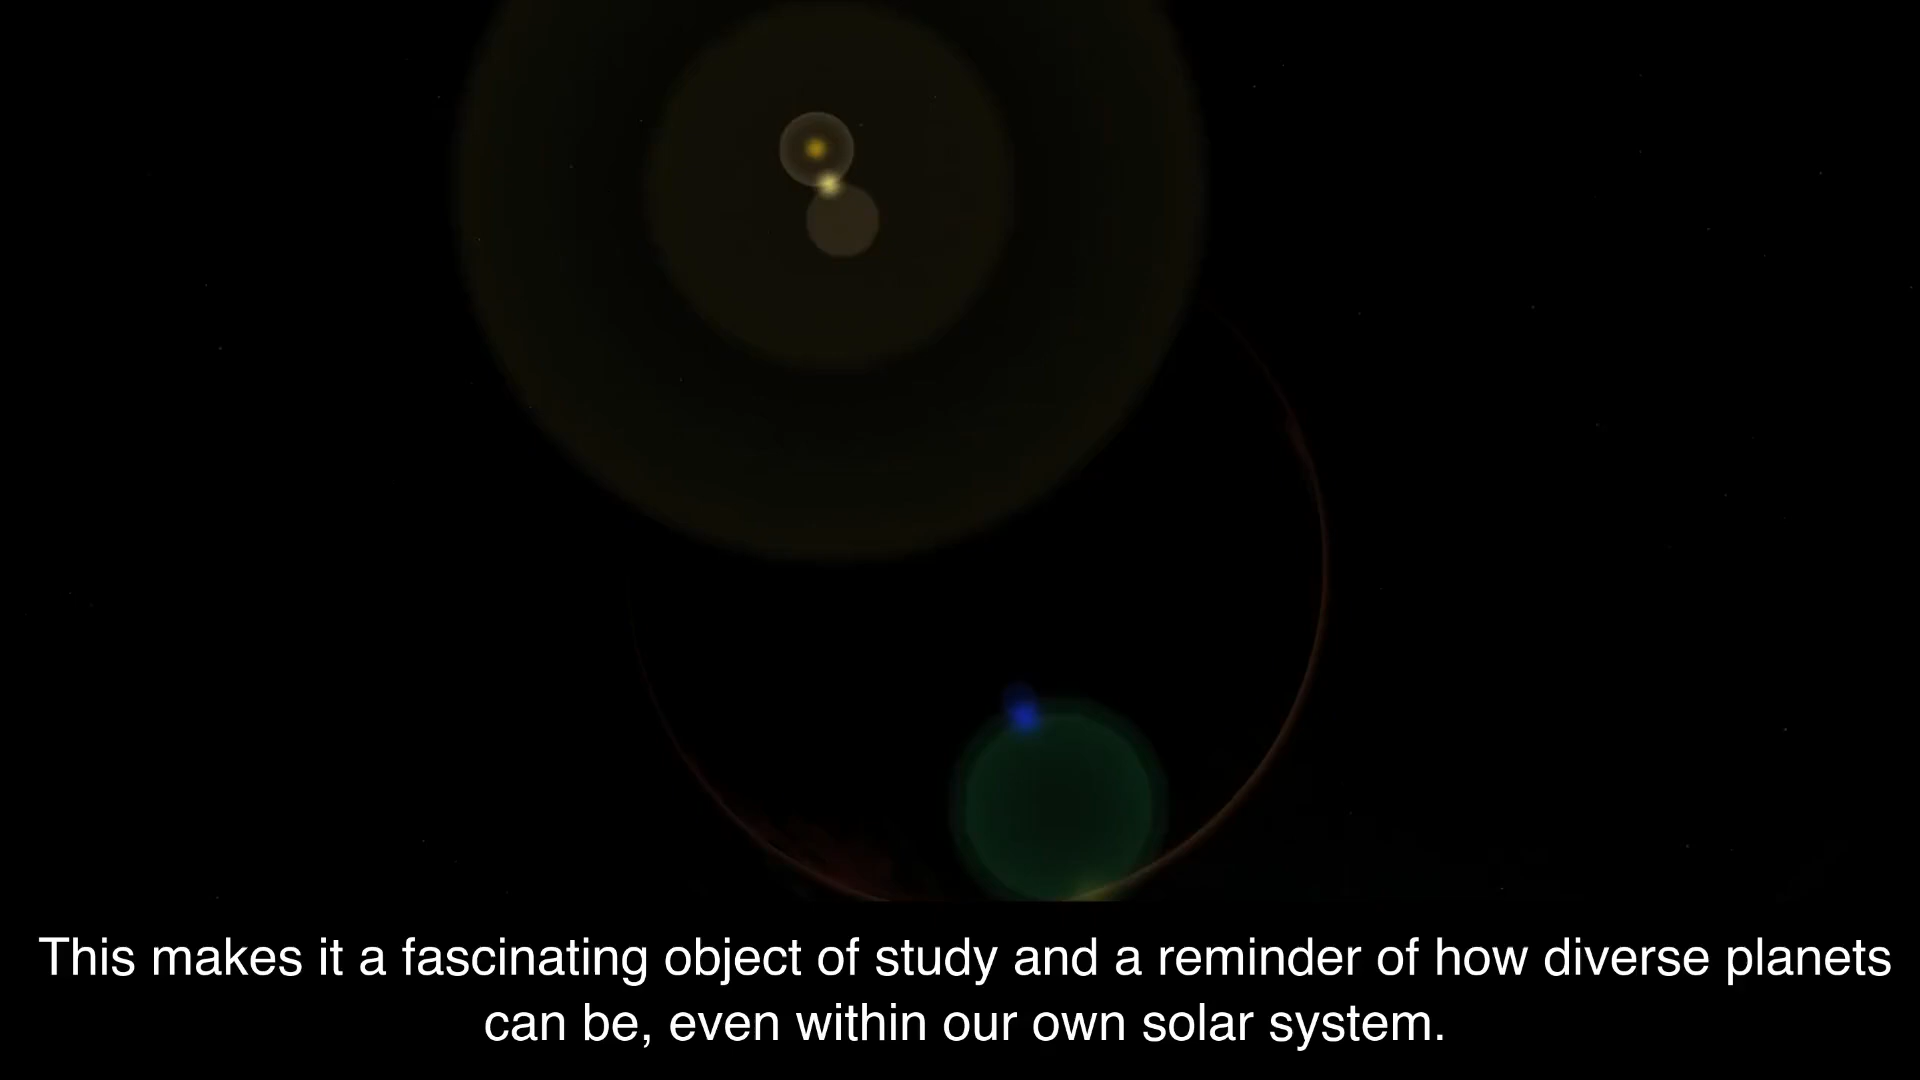 This makes it a fascinating object of study and a reminder of how diverse planets
can be, even within our own solar system.